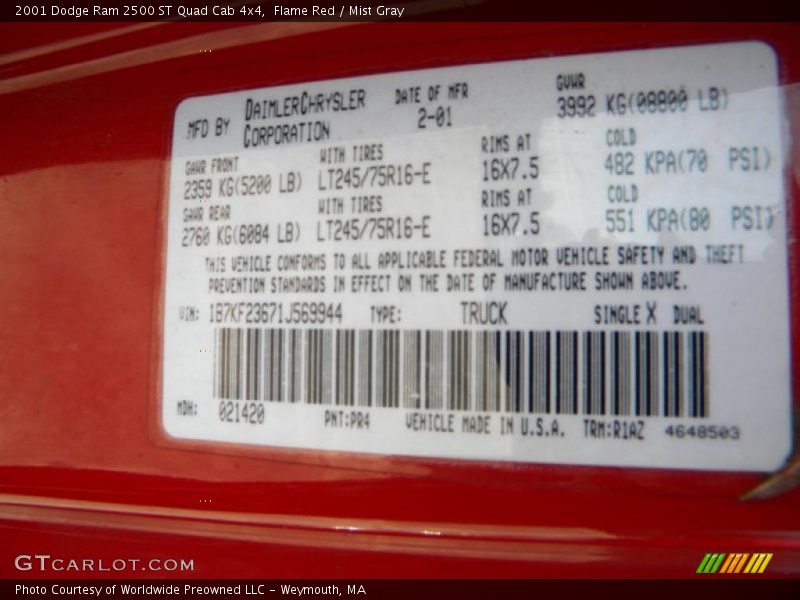 2001 Dodge Ram 2500 ST Quad Cab 4x4, Flame Red / Mist Gray
MFD BY DAIMLERCHRYSLER CORPORATION DATE OF MFR 2-01 GVWR 3992 KG(08800 LB)
GAWR FRONT WITH TIRES RIMS AT COLD
2359 KG(5200 LB) LT245/75R16-E 16X7.5 482 KPA(70 PSI)
GAWR REAR WITH TIRES RIMS AT COLD
2760 KG(6084 LB) LT245/75R16-E 16X7.5 551 KPA(80 PSI)
THIS VEHICLE CONFORMS TO ALL APPLICABLE FEDERAL MOTOR VEHICLE SAFETY AND THEFT
PREVENTION STANDARDS IN EFFECT ON THE DATE OF MANUFACTURE SHOWN ABOVE.
VIN: 1B7KF23671J569944 TYPE: TRUCK SINGLE X DUAL
MDH: 021420 PNT:PR4 VEHICLE MADE IN U.S.A. TRM:R1AZ 4648503
GTCARLOT.COM
Photo Courtesy of Worldwide Preowned LLC - Weymouth, MA